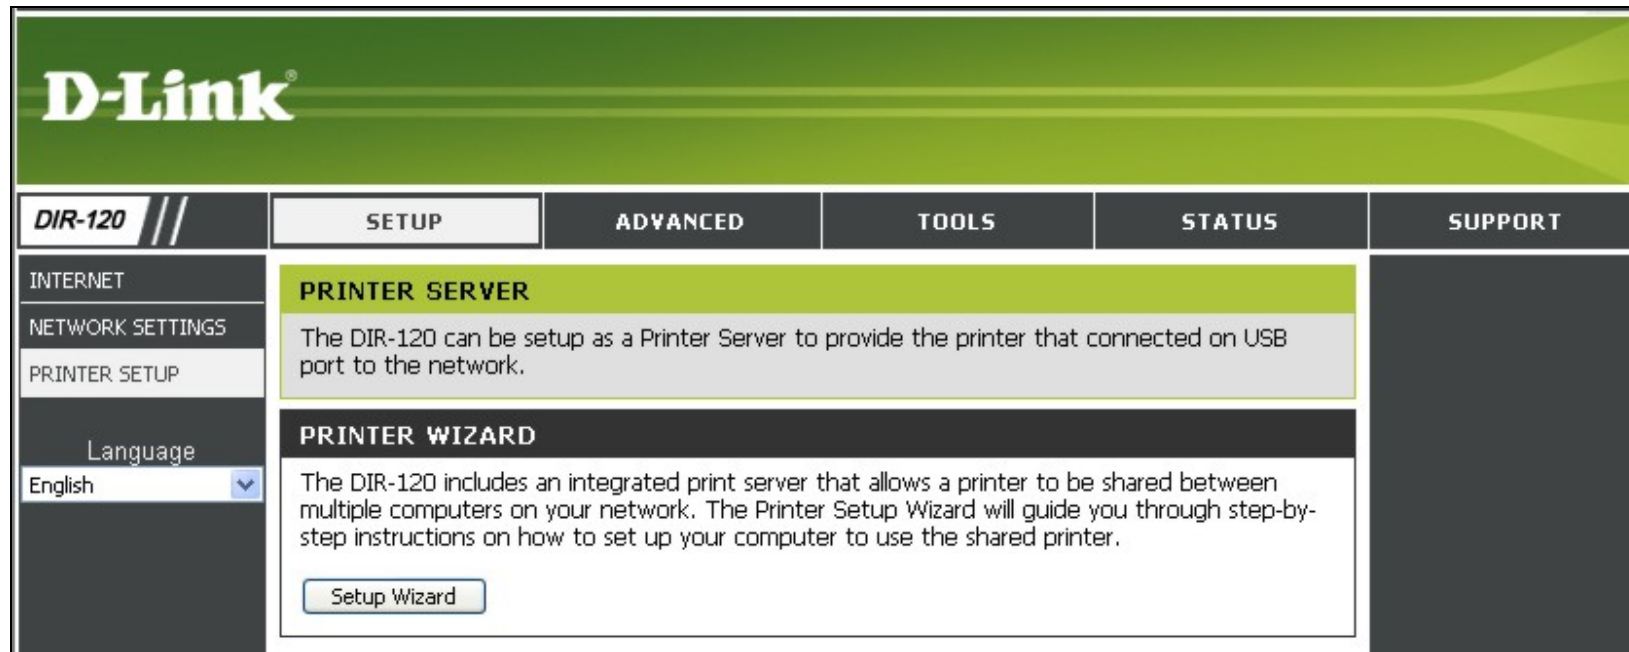 D-Link®
DIR-120
SETUP
ADVANCED
TOOLS
STATUS
SUPPORT
INTERNET
NETWORK SETTINGS
PRINTER SETUP
Language
English
PRINTER SERVER
The DIR-120 can be setup as a Printer Server to provide the printer that connected on USB
port to the network.
PRINTER WIZARD
The DIR-120 includes an integrated print server that allows a printer to be shared between
multiple computers on your network. The Printer Setup Wizard will guide you through step-by-
step instructions on how to set up your computer to use the shared printer.
Setup Wizard